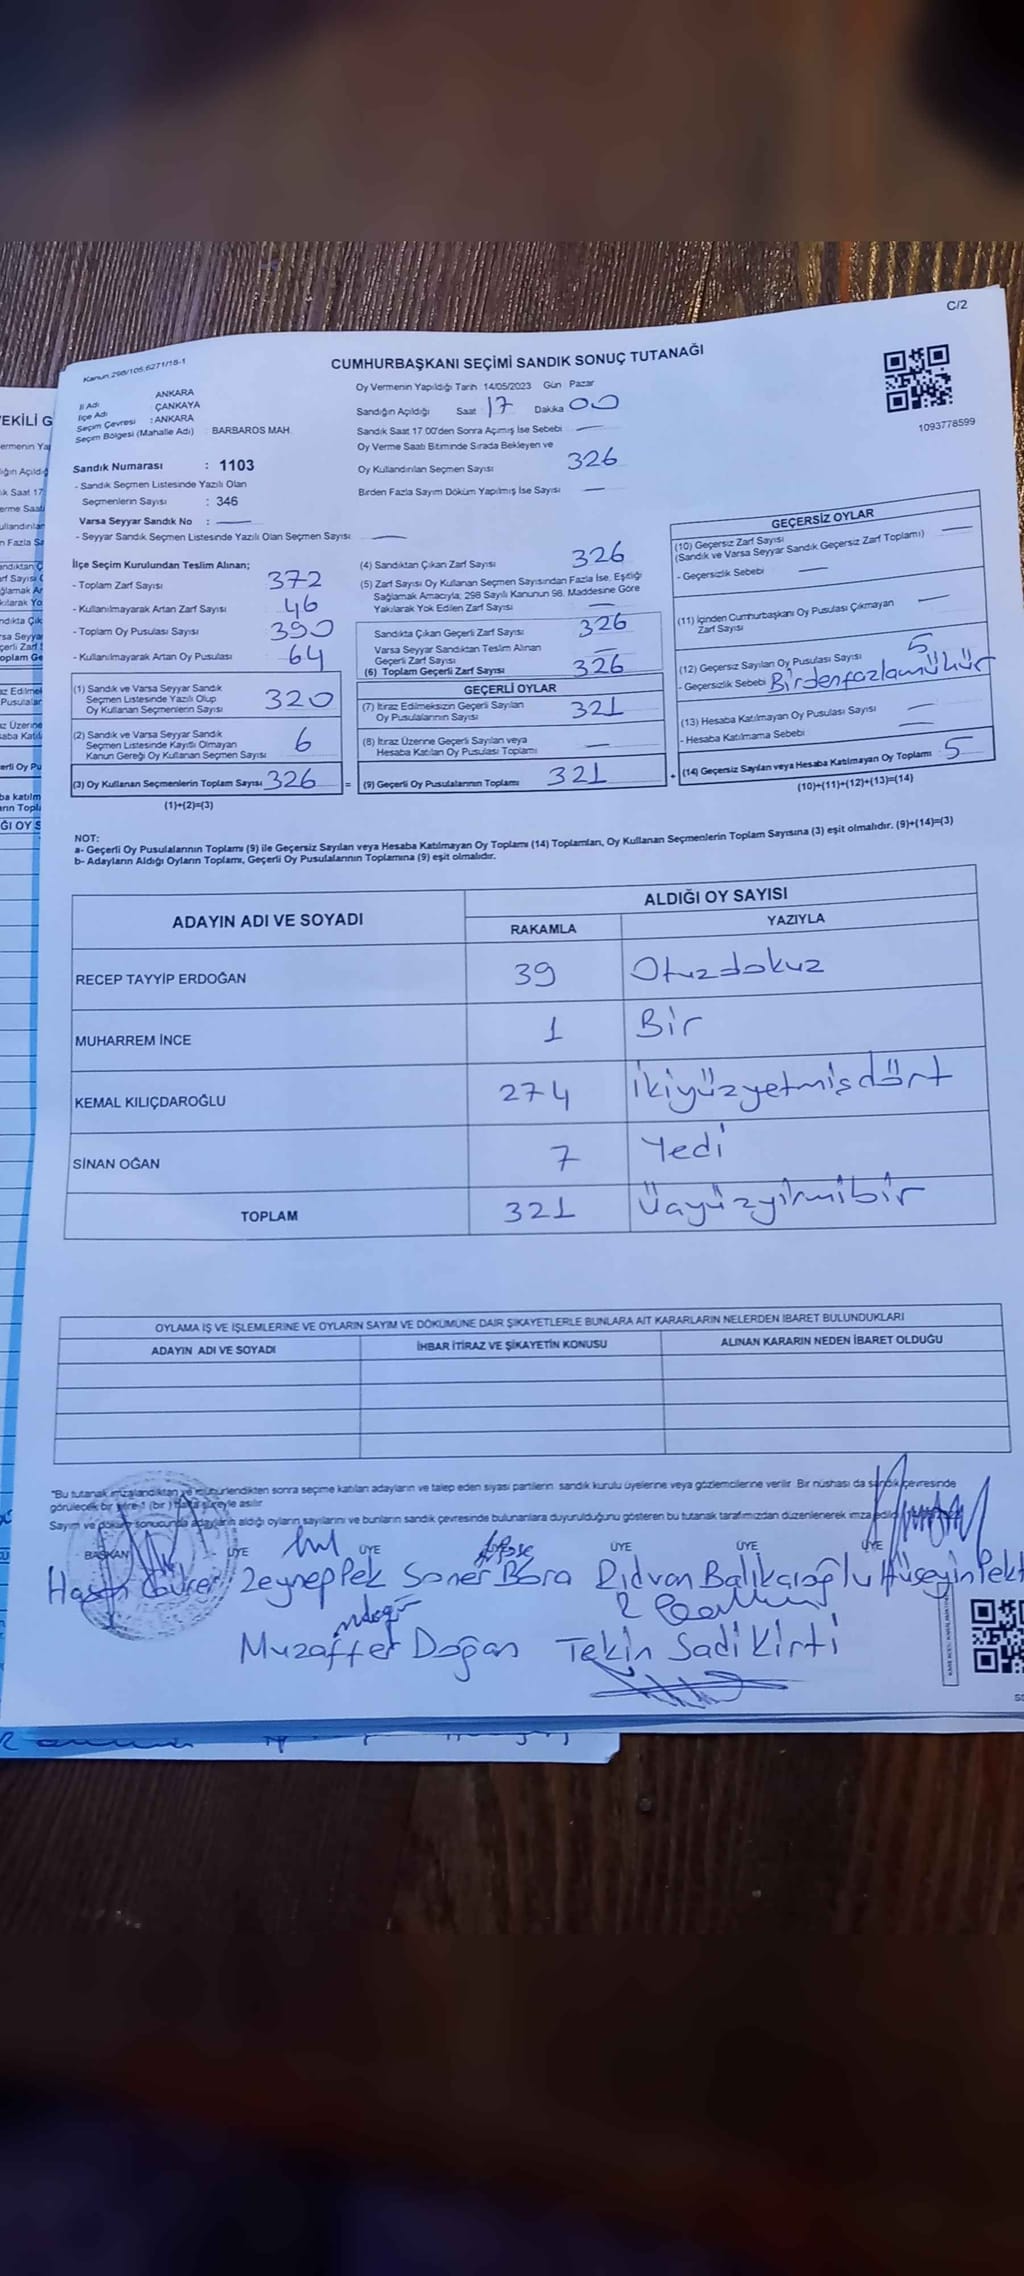 C/2
Kanun:298/105;6271/18-1
CUMHURBAŞKANI SEÇİMİ SANDIK SONUÇ TUTANAĞI
1093778599
İl Adı ANKARA
İlçe Adı ÇANKAYA
Seçim Çevresi : ANKARA
Seçim Bölgesi (Mahalle Adı) BARBAROS MAH.
Sandık Numarası : 1103
- Sandık Seçmen Listesinde Yazılı Olan
Seçmenlerin Sayısı : 346
Varsa Seyyar Sandık No : —
- Seyyar Sandık Seçmen Listesinde Yazılı Olan Seçmen Sayısı —
Oy Vermenin Yapıldığı Tarih 14/05/2023 Gün Pazar
Sandığın Açıldığı Saat 17 Dakika 00
Sandık Saat 17:00'den Sonra Açımış İse Sebebi —
Oy Verme Saati Bitiminde Sırada Bekleyen ve
Oy Kullandırılan Seçmen Sayısı 326
Birden Fazla Sayım Döküm Yapılmış İse Sayısı —
İlçe Seçim Kurulundan Teslim Alınan;
- Toplam Zarf Sayısı 372
- Kullanılmayarak Artan Zarf Sayısı 46
- Toplam Oy Pusulası Sayısı 390
- Kullanılmayarak Artan Oy Pusulası 64
(1) Sandık ve Varsa Seyyar Sandık
Seçmen Listesinde Yazılı Olup
Oy Kullanan Seçmenlerin Sayısı 320
(2) Sandık ve Varsa Seyyar Sandık
Seçmen Listesinde Kayıtlı Olmayan
Kanun Gereği Oy Kullanan Seçmen Sayısı 6
(3) Oy Kullanan Seçmenlerin Toplam Sayısı 326 =
(1)+(2)=(3)
(4) Sandıktan Çıkan Zarf Sayısı 326
(5) Zarf Sayısı Oy Kullanan Seçmen Sayısından Fazla İse, Eşitliği
Sağlamak Amacıyla, 298 Sayılı Kanunun 98. Maddesine Göre
Yakılarak Yok Edilen Zarf Sayısı —
Sandıkta Çıkan Geçerli Zarf Sayısı 326
Varsa Seyyar Sandıktan Teslim Alınan
Geçerli Zarf Sayısı —
(6) Toplam Geçerli Zarf Sayısı 326
GEÇERLİ OYLAR
(7) İtiraz Edilmeksizin Geçerli Sayılan
Oy Pusulalarının Sayısı 321
(8) İtiraz Üzerine Geçerli Sayılan veya
Hesaba Katılan Oy Pusulası Toplamı —
(9) Geçerli Oy Pusulalarının Toplamı 321 +
GEÇERSİZ OYLAR
(10) Geçersiz Zarf Sayısı —
(Sandık ve Varsa Seyyar Sandık Geçersiz Zarf Toplamı)
- Geçersizlik Sebebi —
(11) İçinden Cumhurbaşkanı Oy Pusulası Çıkmayan
Zarf Sayısı —
(12) Geçersiz Sayılan Oy Pusulası Sayısı 5
- Geçersizlik Sebebi Birdenfazlamühür
(13) Hesaba Katılmayan Oy Pusulası Sayısı —
- Hesaba Katılmama Sebebi —
(14) Geçersiz Sayılan veya Hesaba Katılmayan Oy Toplamı 5
(10)+(11)+(12)+(13)=(14)
NOT:
a- Geçerli Oy Pusulalarının Toplamı (9) ile Geçersiz Sayılan veya Hesaba Katılmayan Oy Toplamı (14) Toplamları, Oy Kullanan Seçmenlerin Toplam Sayısına (3) eşit olmalıdır. (9)+(14)=(3)
b- Adayların Aldığı Oyların Toplamı, Geçerli Oy Pusulalarının Toplamına (9) eşit olmalıdır.
ADAYIN ADI VE SOYADI ALDIĞI OY SAYISI
RAKAMLA YAZIYLA
RECEP TAYYİP ERDOĞAN 39 Otuzdokuz
MUHARREM İNCE 1 Bir
KEMAL KILIÇDAROĞLU 274 İkiyüzyetmişdört
SİNAN OĞAN 7 Yedi
TOPLAM 321 Üçyüzyirmibir
OYLAMA İŞ VE İŞLEMLERİNE VE OYLARIN SAYIM VE DÖKÜMÜNE DAİR ŞİKAYETLERLE BUNLARA AİT KARARLARIN NELERDEN İBARET BULUNDUKLARI
ADAYIN ADI VE SOYADI İHBAR İTİRAZ VE ŞİKAYETİN KONUSU ALINAN KARARIN NEDEN İBARET OLDUĞU
"Bu tutanak imzalandıktan ve mühürlendikten sonra seçime katılan adayların ve talep eden siyasi partilerin sandık kurulu üyelerine veya gözlemcilerine verilir. Bir nüshası da sandık çevresinde
görülecek bir yere 1 (bir) hafta süreyle asılır.
Sayım ve döküm sonucunda adayların aldığı oyların sayılarını ve bunların sandık çevresinde bulunanlara duyurulduğunu gösteren bu tutanak tarafımızdan düzenlenerek imza edildi.
BAŞKAN ÜYE ÜYE ÜYE ÜYE ÜYE
Zeynep Pek Soner Bora Rıdvan Balıkçıoğlu Hüseyin Pekt
Muzaffer Doğan Tekin Sadi Kirti